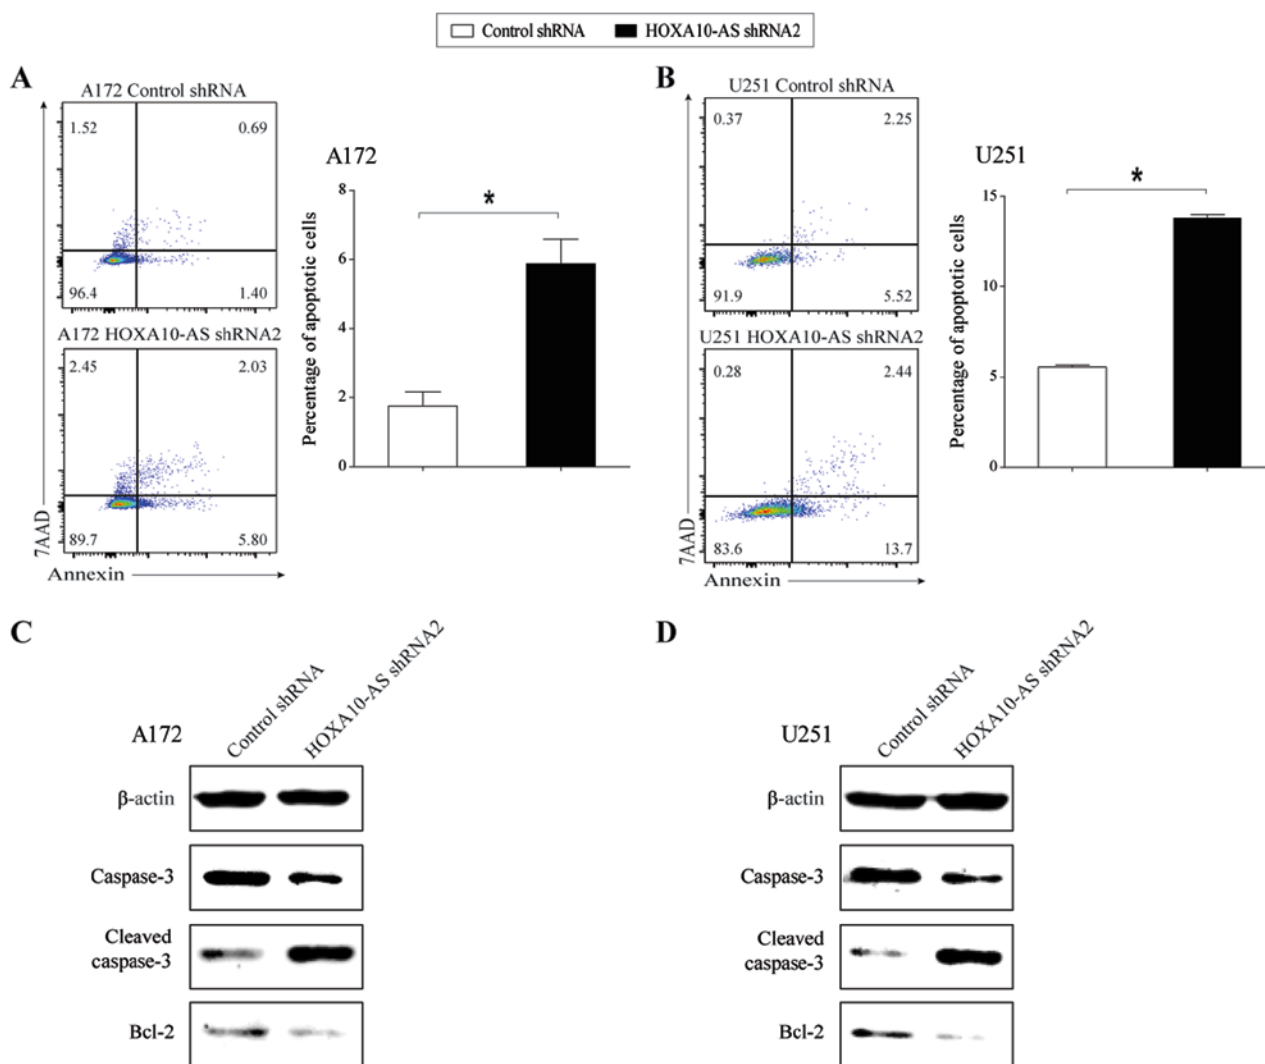 Control shRNA HOXA10-AS shRNA2
A
A172 Control shRNA
1.52 0.69
96.4 1.40
A172 HOXA10-AS shRNA2
2.45 2.03
89.7 5.80
7AAD
Annexin
A172
Percentage of apoptotic cells
8
6
4
2
0
*
B
U251 Control shRNA
0.37 2.25
91.9 5.52
U251 HOXA10-AS shRNA2
0.28 2.44
83.6 13.7
7AAD
Annexin
U251
Percentage of apoptotic cells
15
10
5
0
*
C
A172
Control shRNA
HOXA10-AS shRNA2
β-actin
Caspase-3
Cleaved
caspase-3
Bcl-2
D
U251
Control shRNA
HOXA10-AS shRNA2
β-actin
Caspase-3
Cleaved
caspase-3
Bcl-2